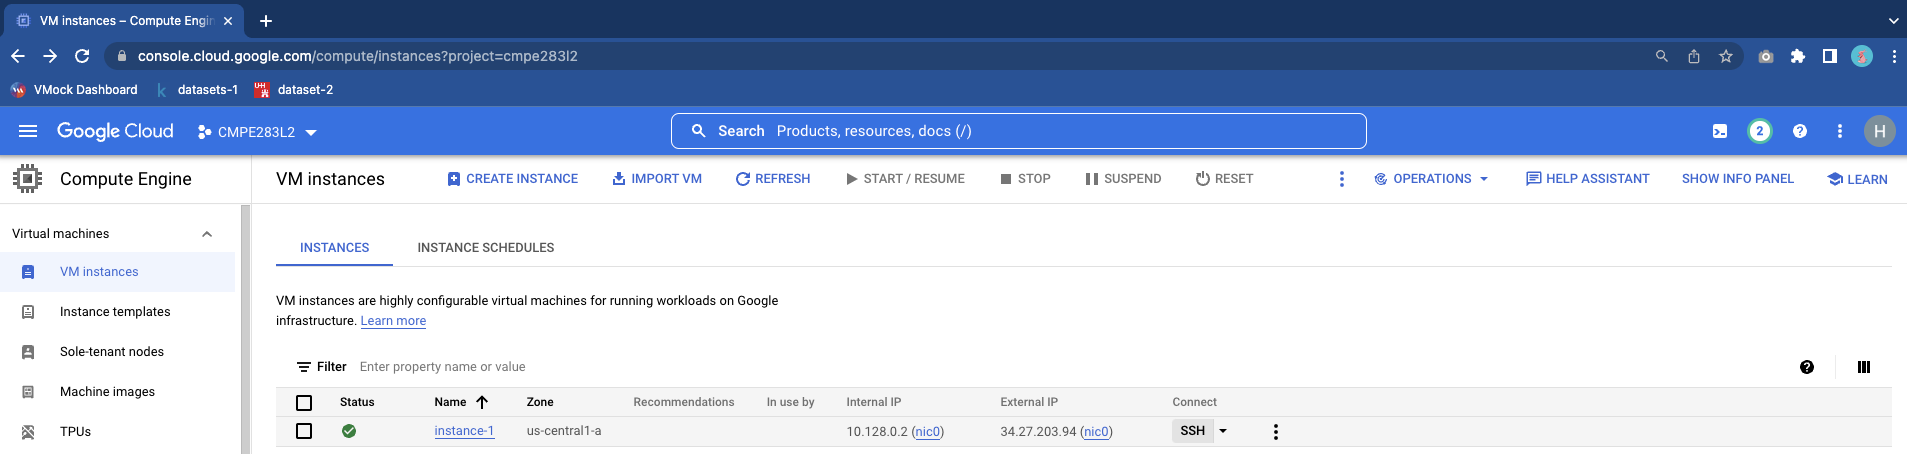 VM instances – Compute Engin
console.cloud.google.com/compute/instances?project=cmpe283l2
VMock Dashboard datasets-1 dataset-2
Google Cloud CMPE283L2 Search Products, resources, docs (/) 2 H
Compute Engine VM instances CREATE INSTANCE IMPORT VM REFRESH START / RESUME STOP SUSPEND RESET OPERATIONS HELP ASSISTANT SHOW INFO PANEL LEARN
Virtual machines
VM instances
Instance templates
Sole-tenant nodes
Machine images
TPUs
INSTANCES INSTANCE SCHEDULES
VM instances are highly configurable virtual machines for running workloads on Google
infrastructure. Learn more
Filter Enter property name or value
Status Name Zone Recommendations In use by Internal IP External IP Connect
instance-1 us-central1-a 10.128.0.2 (nic0) 34.27.203.94 (nic0) SSH